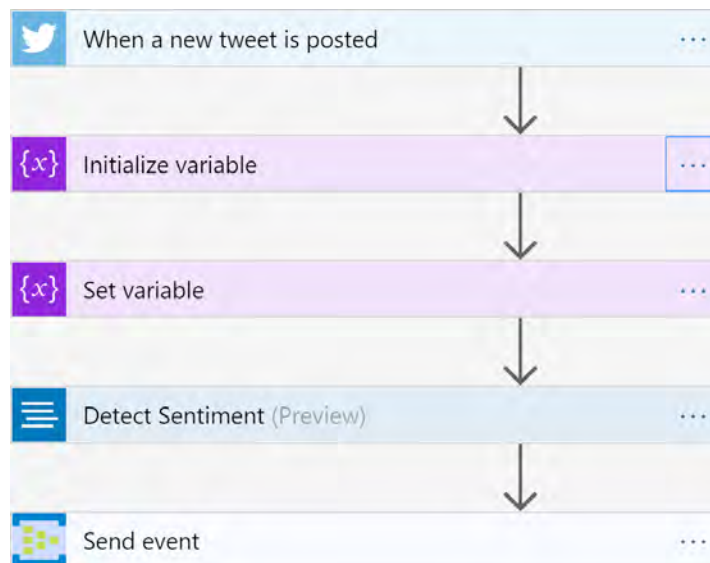 When a new tweet is posted
...
{x} Initialize variable
...
{x} Set variable
...
Detect Sentiment (Preview)
...
Send event
...